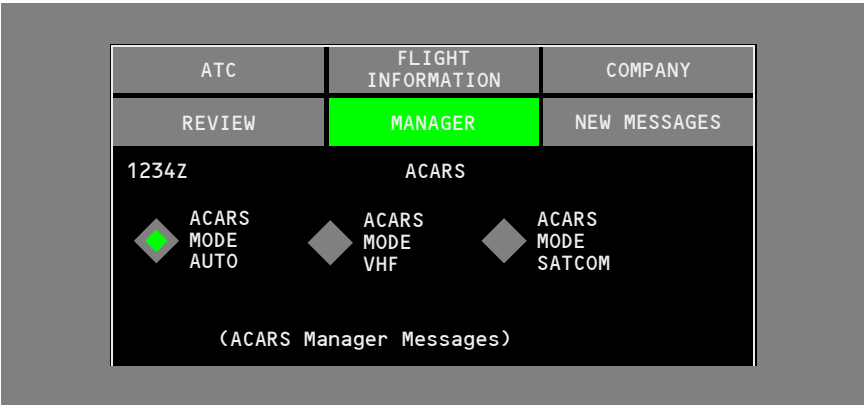 ATC
FLIGHT
INFORMATION
COMPANY
REVIEW
MANAGER
NEW MESSAGES
1234Z
ACARS
ACARS
MODE
AUTO
ACARS
MODE
VHF
ACARS
MODE
SATCOM
(ACARS Manager Messages)